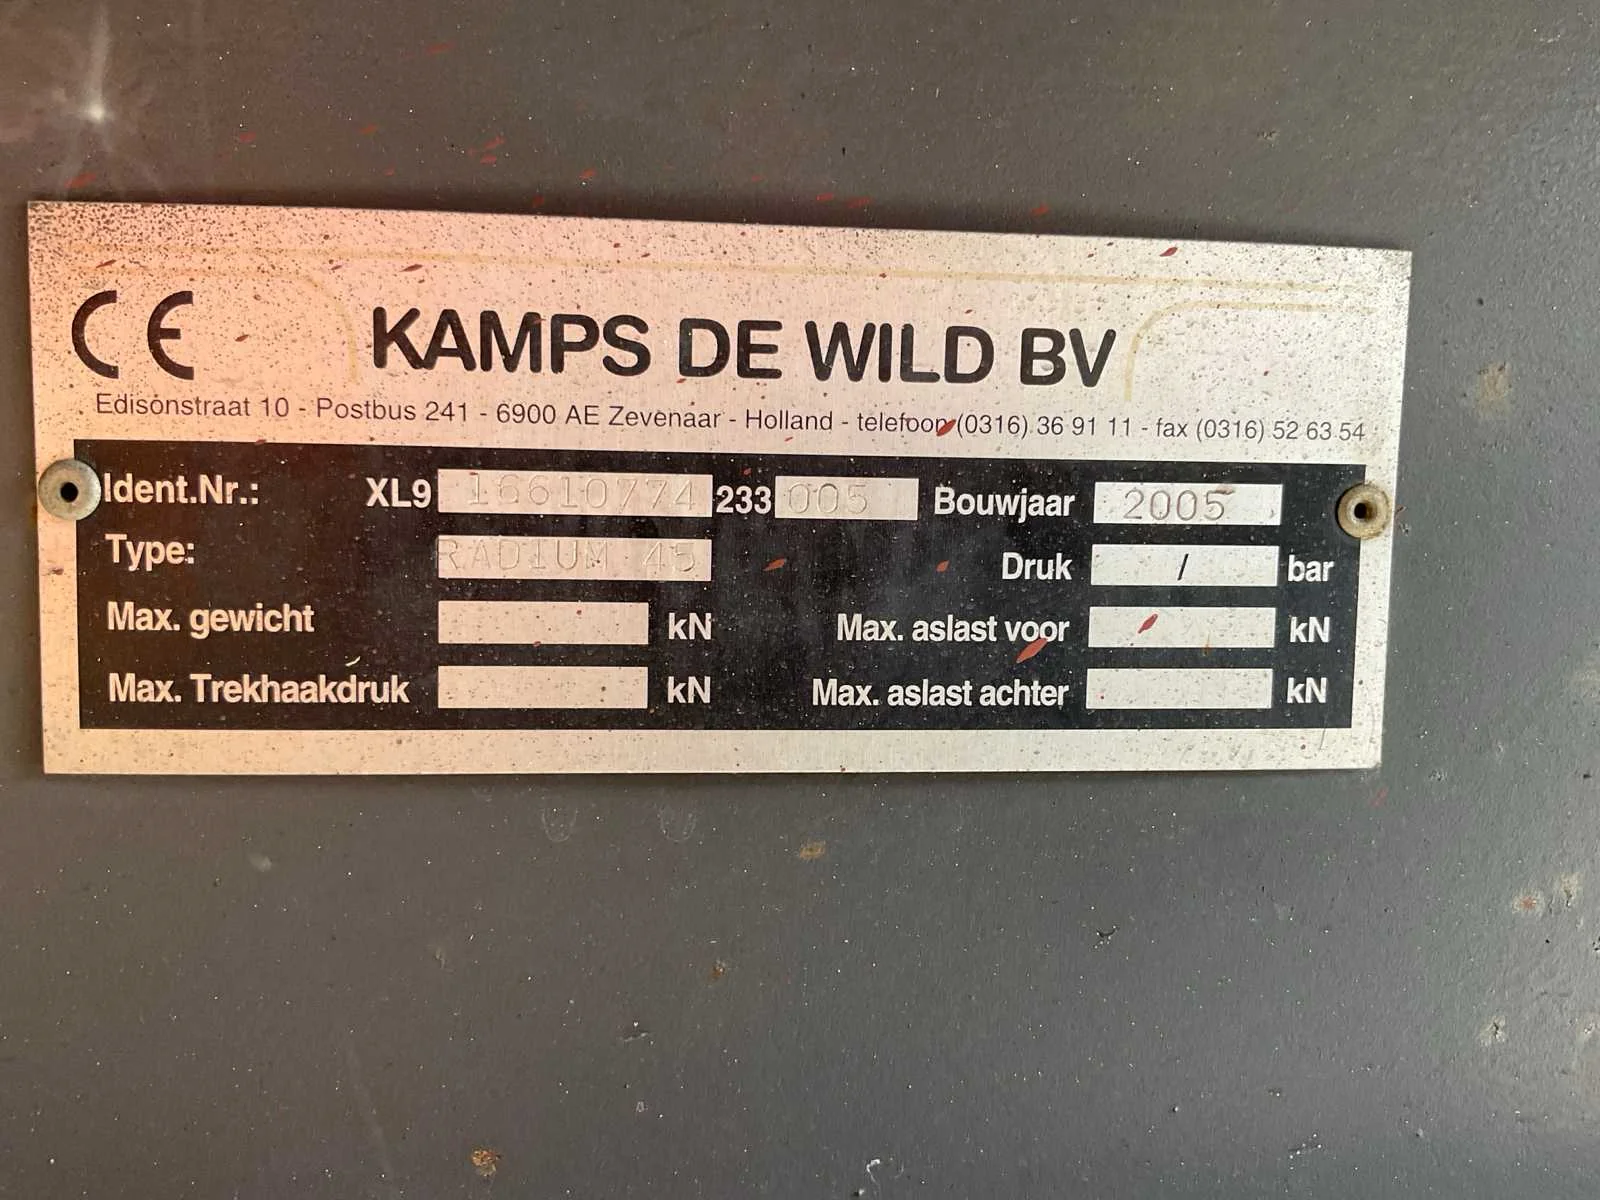 CE KAMPS DE WILD BV
Edisonstraat 10 - Postbus 241 - 6900 AE Zevenaar - Holland - telefoon (0316) 36 91 11 - fax (0316) 52 63 54
Ident.Nr.: XL9 16610774 233 005 Bouwjaar 2005
Type: RADIUM 45 Druk / bar
Max. gewicht kN Max. aslast voor kN
Max. Trekhaakdruk kN Max. aslast achter kN